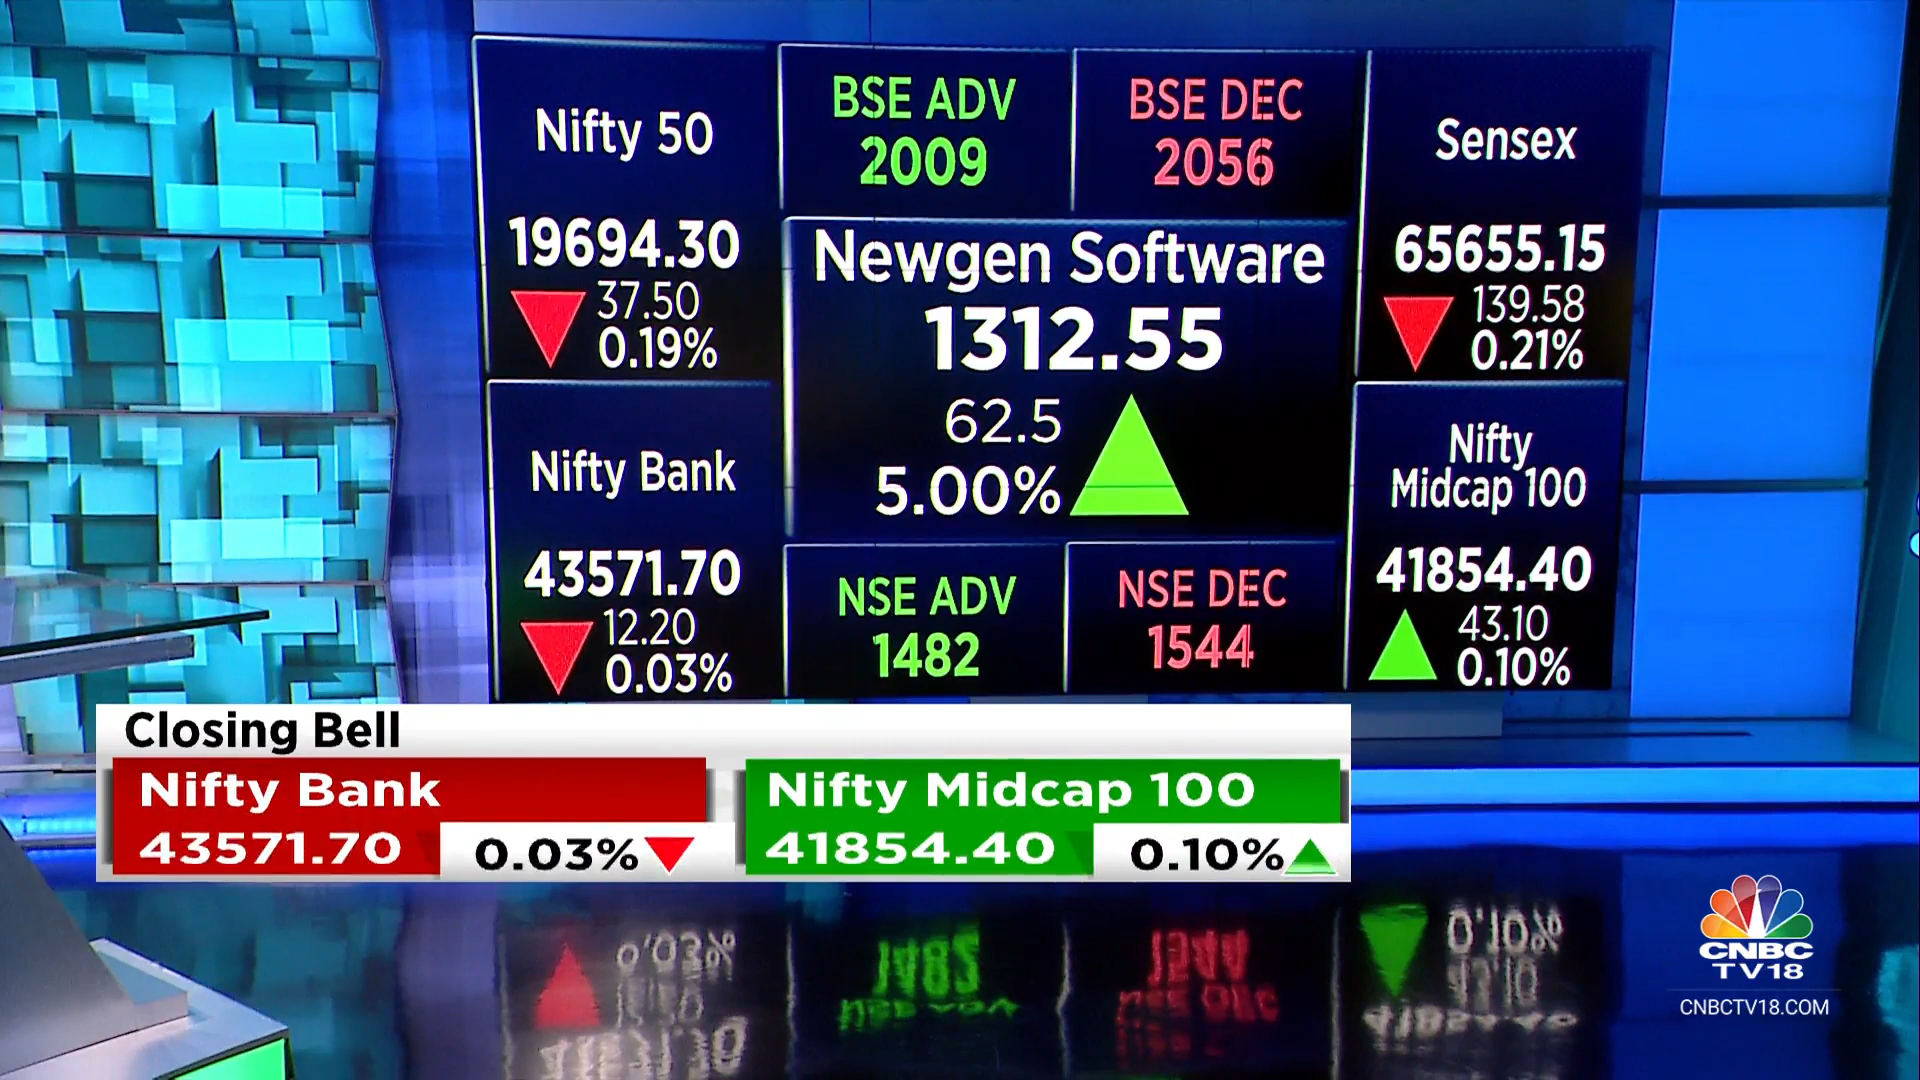 Nifty 50
19694.30
37.50
0.19%
BSE ADV
2009
BSE DEC
2056
Sensex
65655.15
139.58
0.21%
Newgen Software
1312.55
62.5
5.00%
Nifty Bank
43571.70
12.20
0.03%
NSE ADV
1482
NSE DEC
1544
Nifty
Midcap 100
41854.40
43.10
0.10%
Closing Bell
Nifty Bank
43571.70 0.03%
Nifty Midcap 100
41854.40 0.10%
CNBC
TV18
CNBCTV18.COM